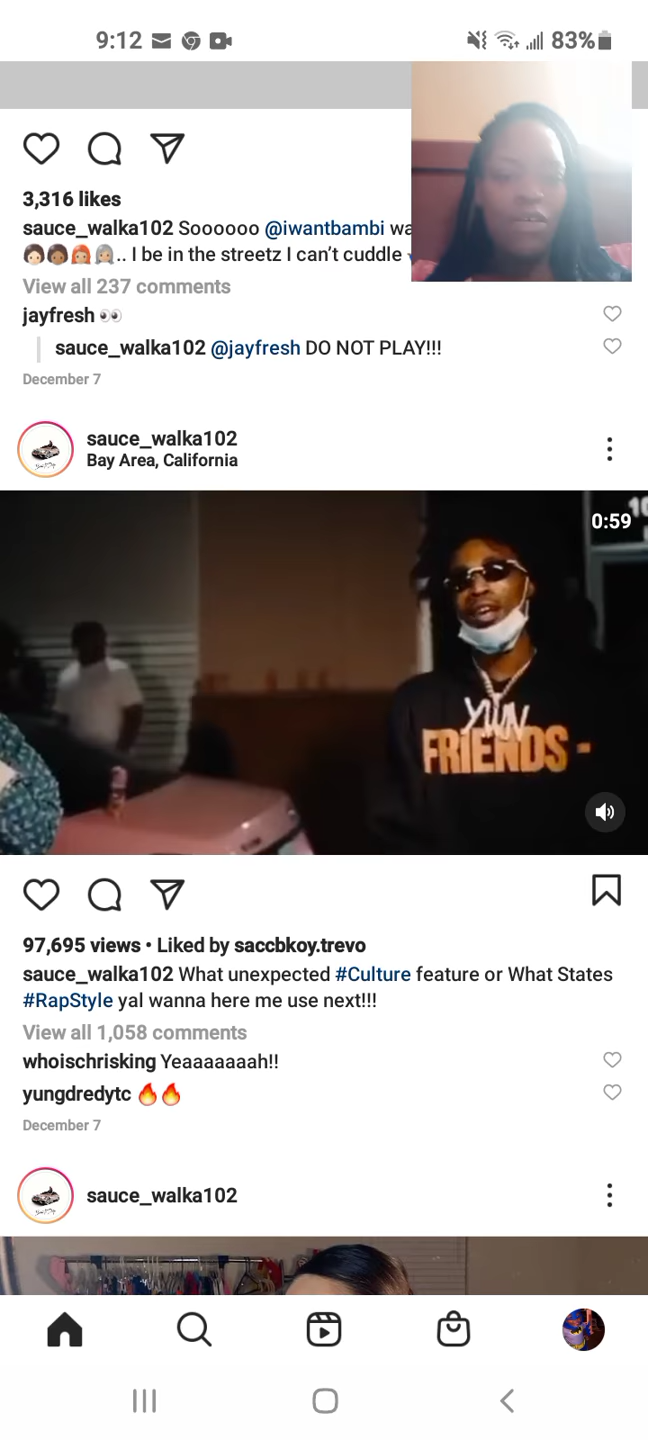 9:12
83%
3,316 likes
sauce_walka102 Soooooo @iwantbambi wa
.. I be in the streetz I can't cuddle
View all 237 comments
jayfresh 👀
sauce_walka102 @jayfresh DO NOT PLAY!!!
December 7
sauce_walka102
Bay Area, California
0:59
10
YUN
FRIENDS -
97,695 views • Liked by saccbkoy.trevo
sauce_walka102 What unexpected #Culture feature or What States
#RapStyle yal wanna here me use next!!!
View all 1,058 comments
whoischrisking Yeaaaaaaah!!
yungdredytc 🔥🔥
December 7
sauce_walka102